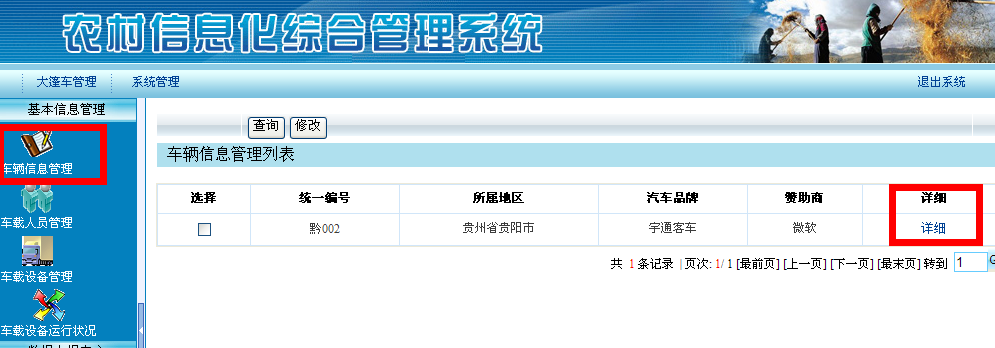 农村信息化综合管理系统
大篷车管理 系统管理 退出系统
基本信息管理
车辆信息管理
车载人员管理
车载设备管理
车载设备运行状况
查询 修改
车辆信息管理列表
选择 统一编号 所属地区 汽车品牌 赞助商 详细
黔002 贵州省贵阳市 宇通客车 微软 详细
共 1 条记录 | 页次: 1/ 1 [最前页] [上一页] [下一页] [最末页] 转到 1